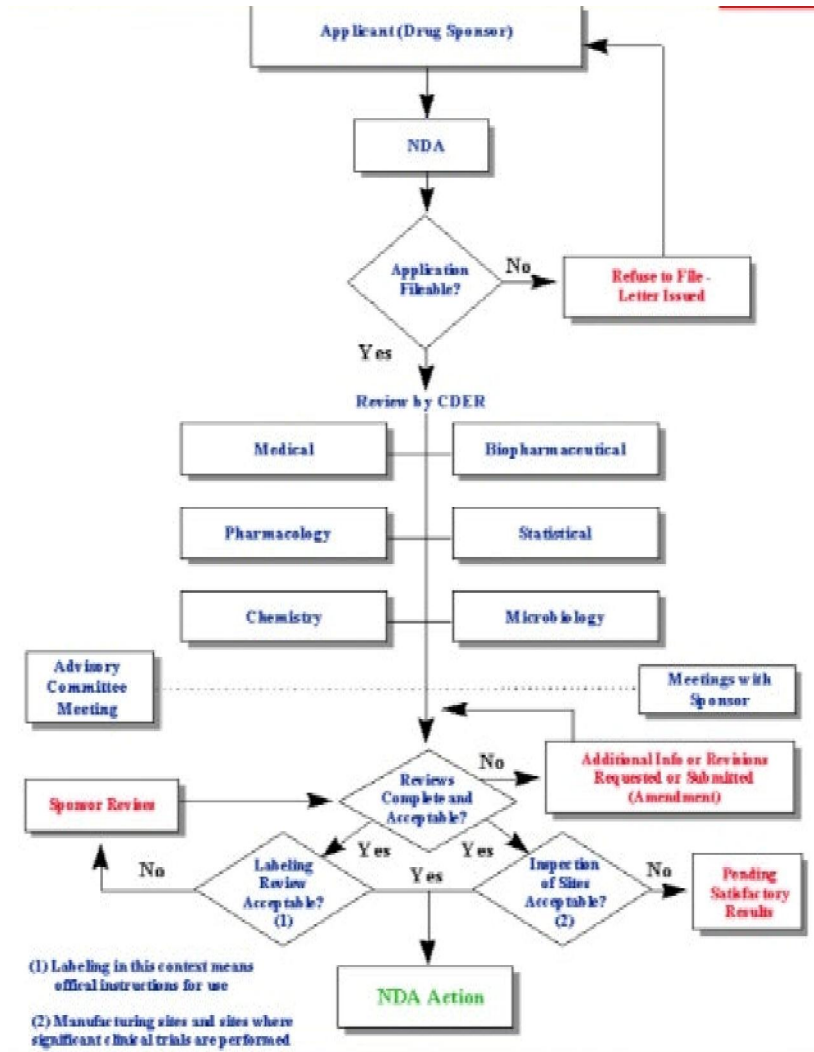 Applicant (Drug Sponsor)
NDA
Application
Fileable?
No
Refuse to File -
Letter Issued
Yes
Review by CDER
Medical
Biopharmaceutical
Pharmacology
Statistical
Chemistry
Microbiology
Advisory
Committee
Meeting
Meetings with
Sponsor
Reviews
Complete and
Acceptable?
No
Additional Info or Revisions
Requested or Submitted
(Amendment)
Sponsor Revises
Yes
Yes
Labeling
Review
Acceptable?
(1)
No
Yes
Inspection
of Sites
Acceptable?
(2)
No
Pending
Satisfactory
Results
NDA Action
(1) Labeling in this context means
offical instructions for use
(2) Manufacturing sites and sites where
significant clinical trials are performed